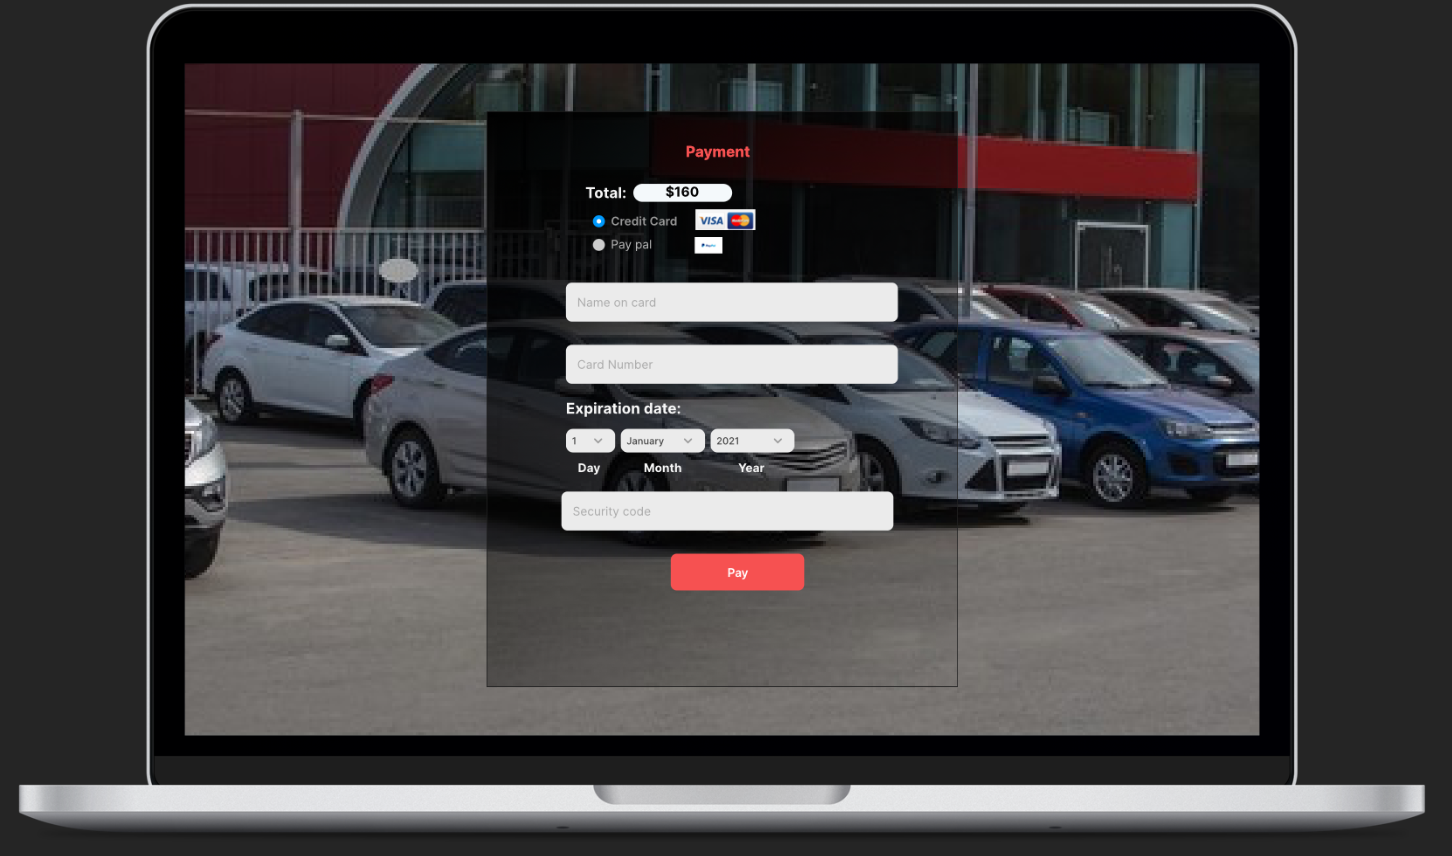 Payment
Total: $160
Credit Card VISA
Pay pal
Name on card
Card Number
Expiration date:
1 January 2021
Day Month Year
Security code
Pay